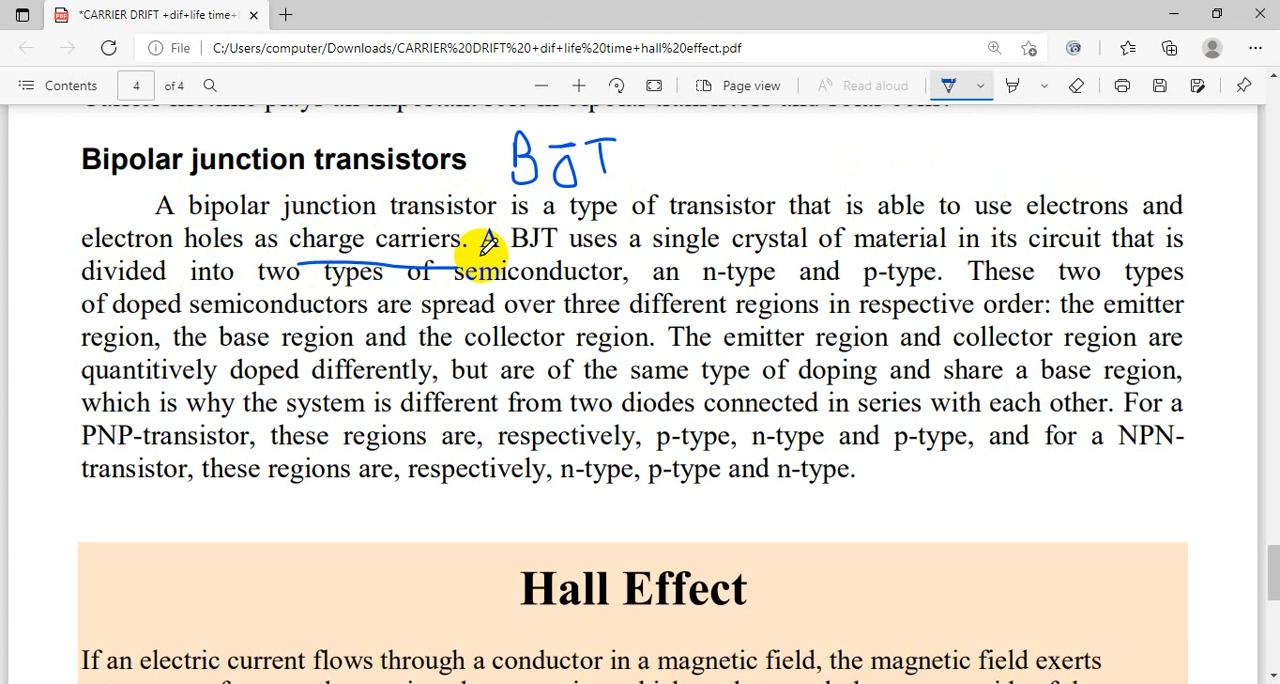 *CARRIER DRIFT +dif+life time+
File C:/Users/computer/Downloads/CARRIER%20DRIFT%20+dif+life%20time+hall%20effect.pdf
Contents 4 of 4 Page view Read aloud
Bipolar junction transistors BJT
A bipolar junction transistor is a type of transistor that is able to use electrons and
electron holes as charge carriers. A BJT uses a single crystal of material in its circuit that is
divided into two types of semiconductor, an n-type and p-type. These two types
of doped semiconductors are spread over three different regions in respective order: the emitter
region, the base region and the collector region. The emitter region and collector region are
quantitively doped differently, but are of the same type of doping and share a base region,
which is why the system is different from two diodes connected in series with each other. For a
PNP-transistor, these regions are, respectively, p-type, n-type and p-type, and for a NPN-
transistor, these regions are, respectively, n-type, p-type and n-type.
Hall Effect
If an electric current flows through a conductor in a magnetic field, the magnetic field exerts